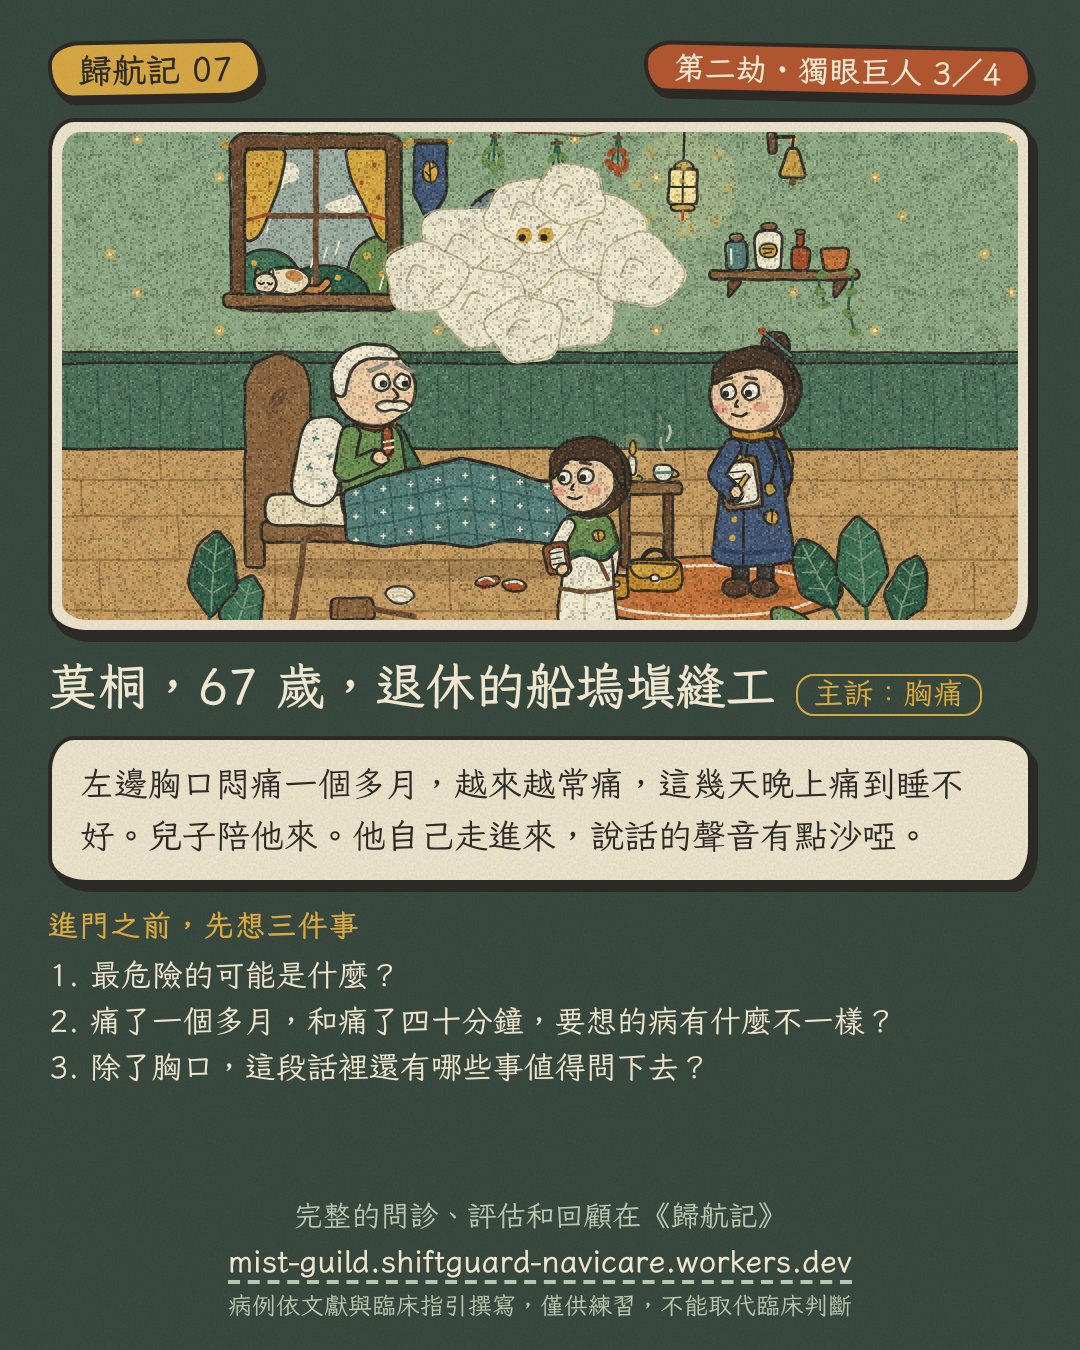 歸航記 07
第二劫・獨眼巨人 3／4
莫桐，67 歲，退休的船塢填縫工
主訴：胸痛
左邊胸口悶痛一個多月，越來越常痛，這幾天晚上痛到睡不
好。兒子陪他來。他自己走進來，說話的聲音有點沙啞。
進門之前，先想三件事
1. 最危險的可能是什麼？
2. 痛了一個多月，和痛了四十分鐘，要想的病有什麼不一樣？
3. 除了胸口，這段話裡還有哪些事值得問下去？
完整的問診、評估和回顧在《歸航記》
mist-guild.shiftguard-navicare.workers.dev
病例依文獻與臨床指引撰寫，僅供練習，不能取代臨床判斷